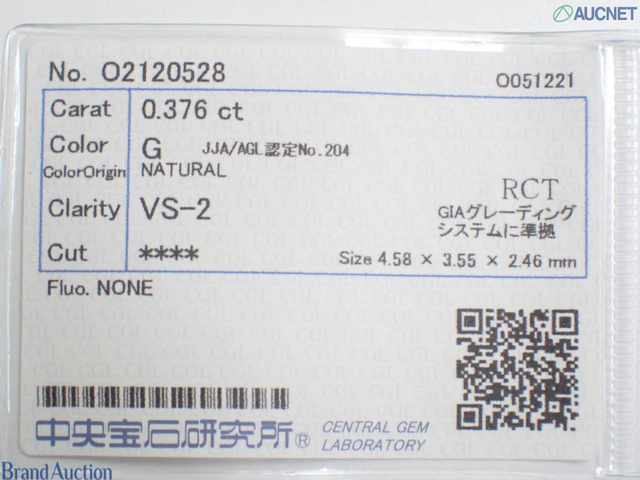 AUCNET
No. O2120528
O051221
Carat 0.376 ct
Color G JJA/AGL認定No.204
ColorOrigin NATURAL
Clarity VS-2
RCT
GIAグレーディング
システムに準拠
Cut **** Size 4.58 × 3.55 × 2.46 mm
Fluo. NONE
中央宝石研究所® CENTRAL GEM
LABORATORY
Brand Auction